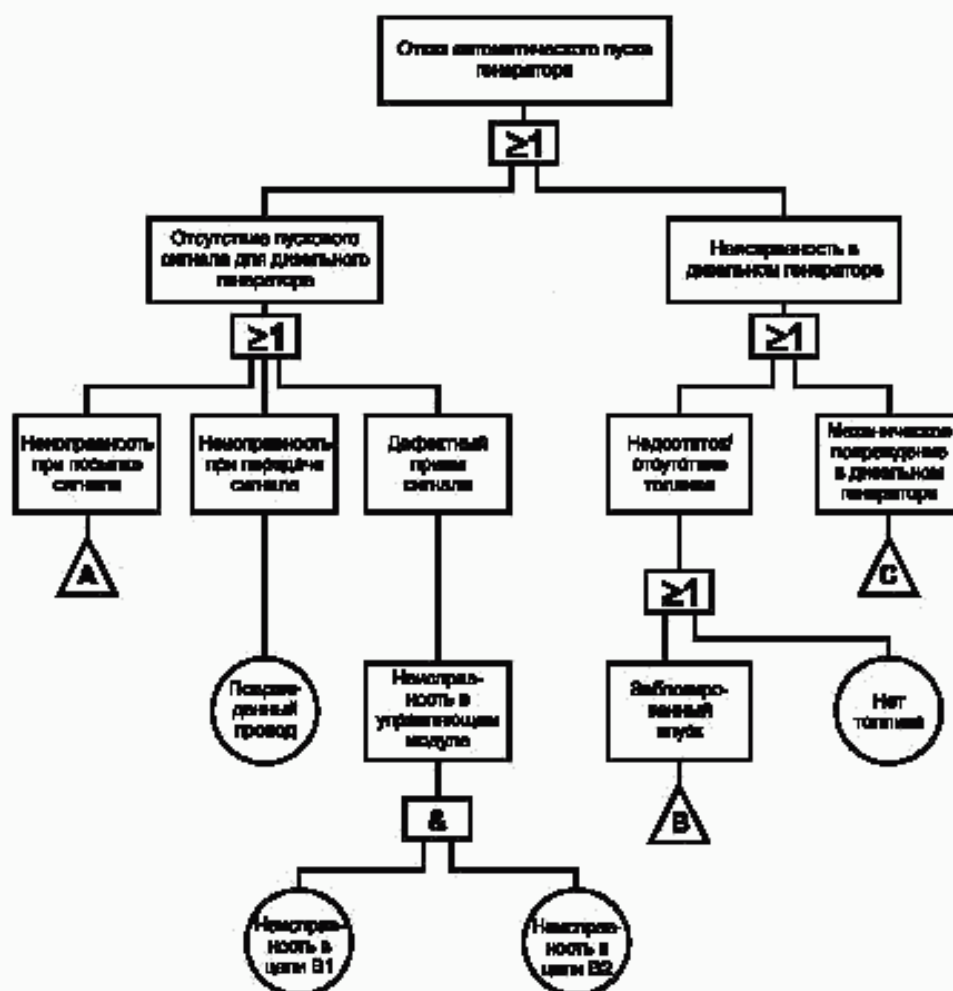 Отказ автоматического пуска
генератора
≥1
Отсутствие пускового
сигнала для дизельного
генератора
Неисправность в
дизельном генераторе
≥1
≥1
Неисправность
при посылке
сигнала
Неисправность
при передаче
сигнала
Дефектный
прием
сигнала
Недостаток/
отсутствие
топлива
Механическое
повреждение
в дизельном
генераторе
A
C
≥1
Повреж-
денный
провод
Неисправ-
ность в
управляющем
модуле
Заблокиро-
ванный
впуск
Нет
топлива
&
B
Неисправ-
ность в
цепи B1
Неисправ-
ность в
цепи B2